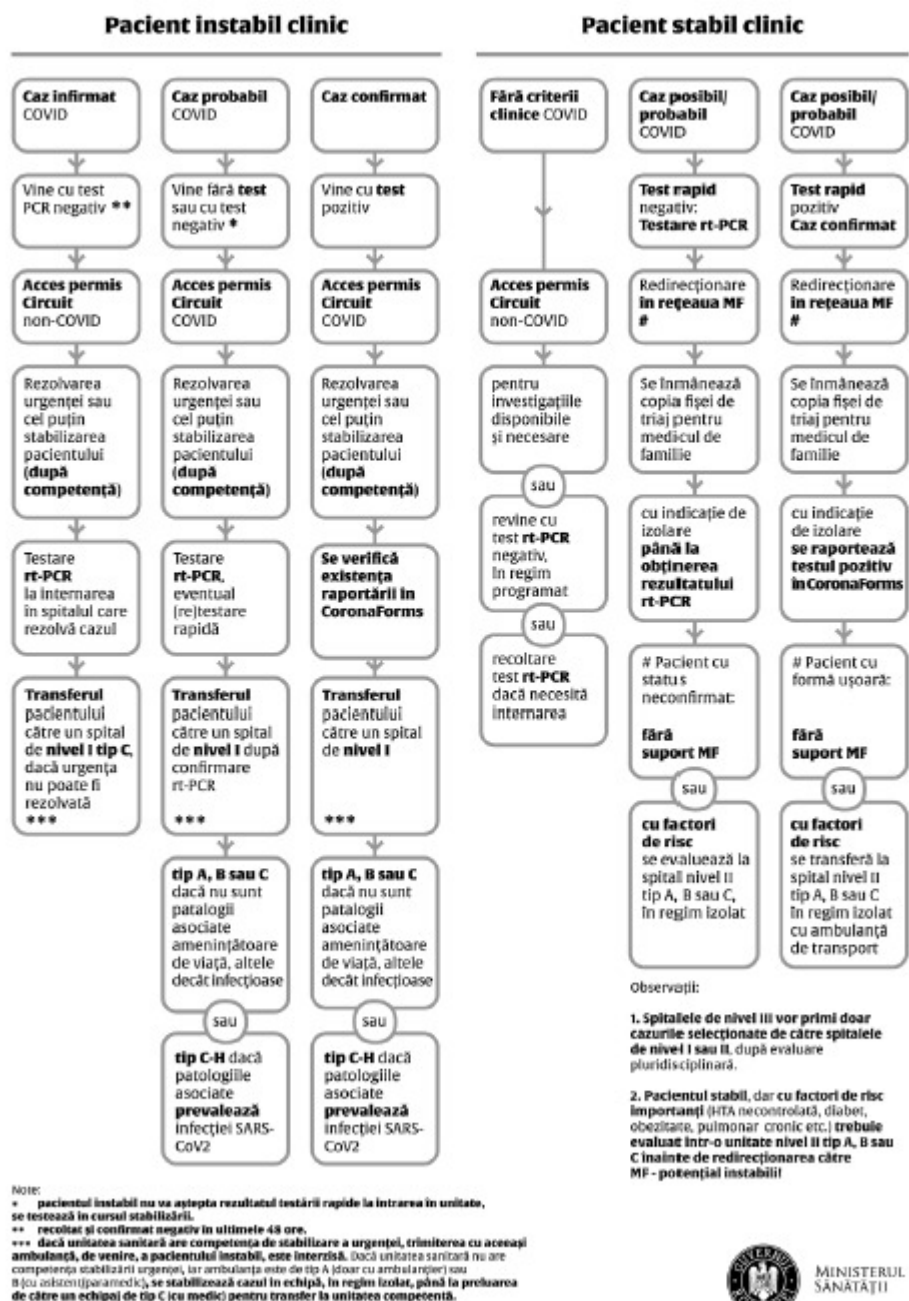 Pacient instabil clinic
Caz infirmat
COVID
Vine cu test
PCR negativ **
Acces permis
Circuit
non-COVID
Rezolvarea
urgenței sau
cel puțin
stabilizarea
pacientului
(după
competență)
Testare
rt-PCR
la internarea
în spitalul care
rezolvă cazul
Transferul
pacientului
către un spital
de nivel I tip C,
dacă urgența
nu poate fi
rezolvată
***
Caz probabil
COVID
Vine fără test
sau cu test
negativ *
Acces permis
Circuit
COVID
Rezolvarea
urgenței sau
cel puțin
stabilizarea
pacientului
(după
competență)
Testare
rt-PCR,
eventual
(re)testare
rapidă
Transferul
pacientului
către un spital
de nivel I după
confirmare
rt-PCR
***
tip A, B sau C
dacă nu sunt
patalogii
asociate
amenințătoare
de viață, altele
decât infecțioase
sau
tip C-H dacă
patalogiile
asociate
prevalează
infecției SARS-
CoV2
Caz confirmat
Vine cu test
pozitiv
Acces permis
Circuit
COVID
Rezolvarea
urgenței sau
cel puțin
stabilizarea
pacientului
(după
competență)
Se verifică
existența
raportării în
CoronaForms
Transferul
pacientului
către un spital
de nivel I
***
tip A, B sau C
dacă nu sunt
patalogii
asociate
amenințătoare
de viață, altele
decât infecțioase
sau
tip C-H dacă
patalogiile
asociate
prevalează
infecției SARS-
CoV2
Pacient stabil clinic
Fără criterii
clinice COVID
Acces permis
Circuit
non-COVID
pentru
investigațiile
disponibile
și necesare
sau
revine cu
test rt-PCR
negativ,
în regim
programat
sau
recoltare
test rt-PCR
dacă necesită
internarea
Caz posibil/
probabil
COVID
Test rapid
negativ:
Testare rt-PCR
Redirecționare
în rețeaua MF
#
Se înmânează
copia fișei de
triaj pentru
medicul de
familie
cu indicație de
izolare
până la
obținerea
rezultatului
rt-PCR
# Pacient cu
status
neconfirmat:
fără
suport MF
sau
cu factori
de risc
se evaluează la
spital nivel II
tip A, B sau C,
în regim izolat
Caz posibil/
probabil
COVID
Test rapid
pozitiv
Caz confirmat
Redirecționare
în rețeaua MF
#
Se înmânează
copia fișei de
triaj pentru
medicul de
familie
cu indicație
de izolare
se raportează
testul pozitiv
în CoronaForms
# Pacient cu
formă ușoară:
fără
suport MF
sau
cu factori
de risc
se transferă la
spital nivel II
tip A, B sau C
în regim izolat
cu ambulanță
de transport
Observații:
1. Spitalele de nivel III vor primi doar
cazurile selecționate de către spitalele
de nivel I sau II, după evaluare
pluridisciplinară.
2. Pacientul stabil, dar cu factori de risc
importanți (HTA necontrolată, diabet,
obezitate, pulmonar cronic etc.) trebuie
evaluat într-o unitate nivel II tip A, B sau
C înainte de redirecționarea către
MF - potențial instabili!
Note:
* pacientul instabil nu va aștepta rezultatul testării rapide la intrarea în unitate,
se testează în cursul stabilizării.
** recoltat și confirmat negativ în ultimele 48 ore.
*** dacă unitatea sanitară are competența de stabilizare a urgenței, trimiterea cu aceeași
ambulanță, de venire, a pacientului instabil, este interzisă. Dacă unitatea sanitară nu are
competența stabilizării urgenței, iar ambulanța este de tip A (doar cu ambulanțier) sau
B (cu asistent/paramedic), se stabilizează cazul în echipă, în regim izolat, până la preluarea
de către un echipaj de tip C (cu medic) pentru transfer la unitatea competentă.
GUVERNUL
MINISTERUL
SĂNĂTĂȚII